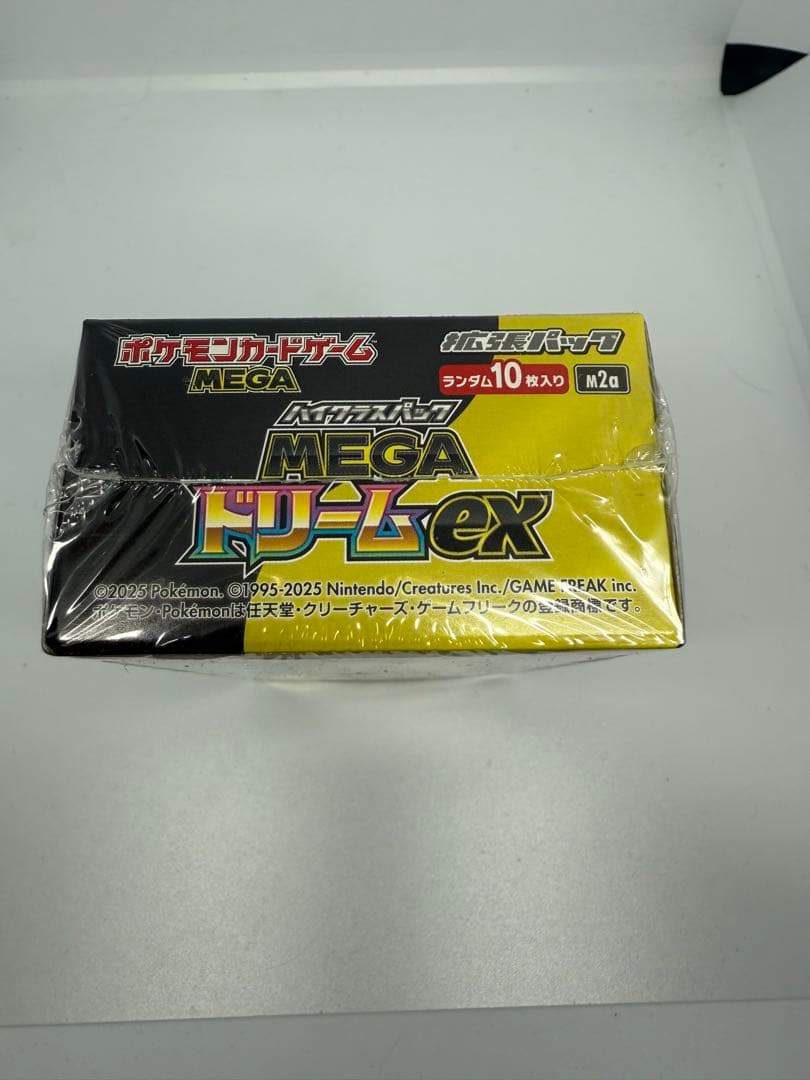 ポケモンカードゲーム
MEGA
拡張パック
ランダム10枚入り M2a
ハイクラスパック
MEGA
ドリームex
©2025 Pokémon. ©1995-2025 Nintendo/Creatures Inc./GAME FREAK inc.
ポケモン・Pokémonは任天堂・クリーチャーズ・ゲームフリークの登録商標です。